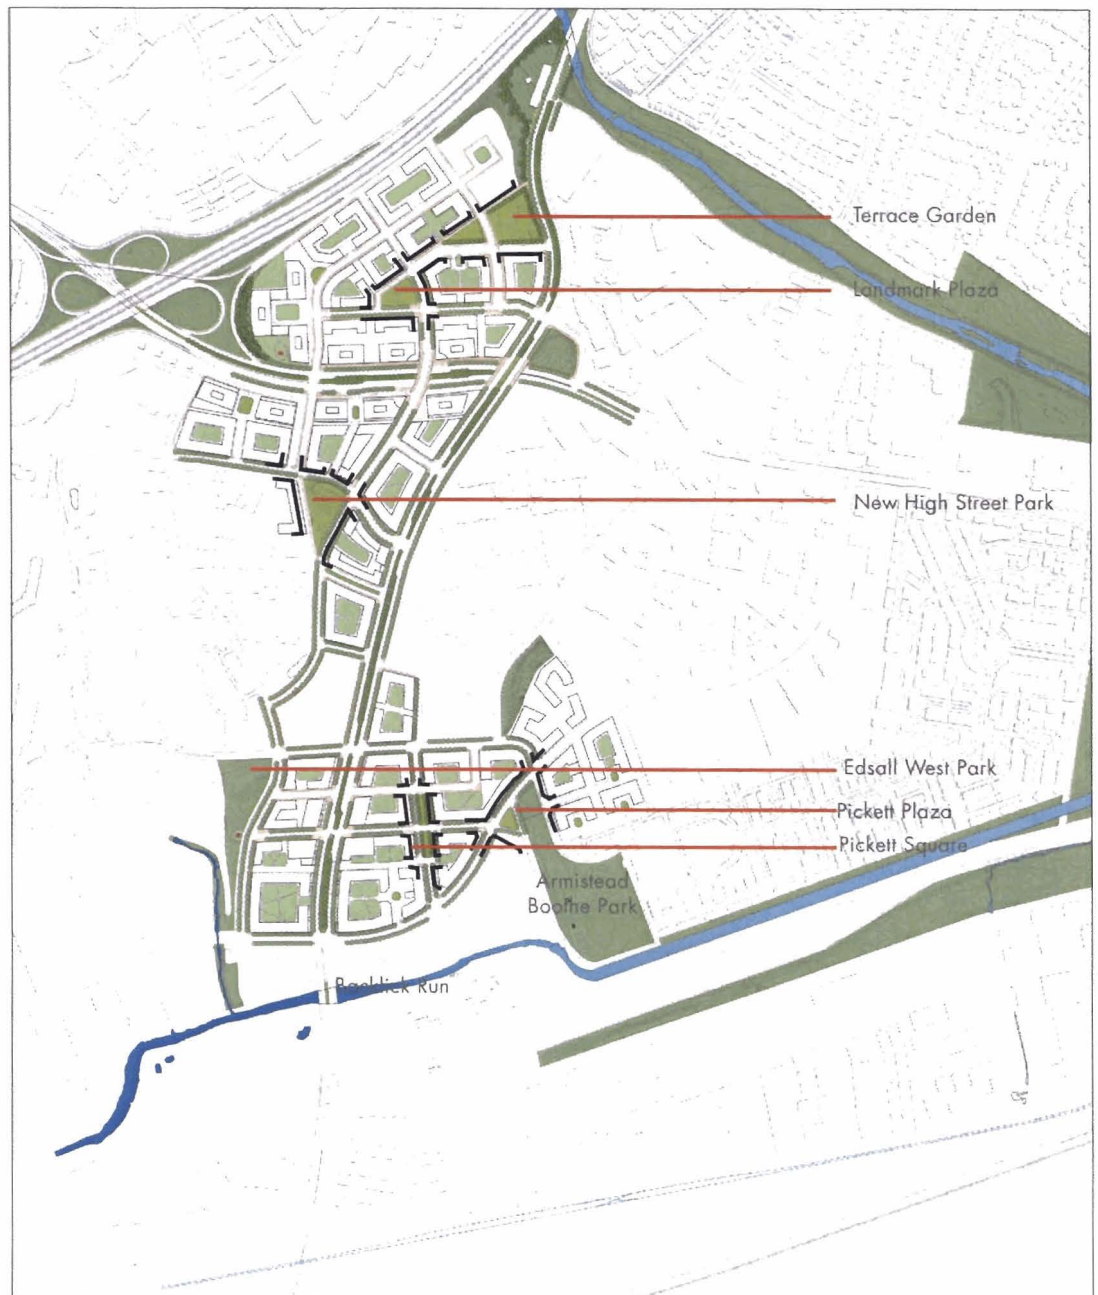 Terrace Garden
Landmark Plaza
New High Street Park
Edsall West Park
Pickett Plaza
Pickett Square
Armistead
Boothe Park
Backlick Run